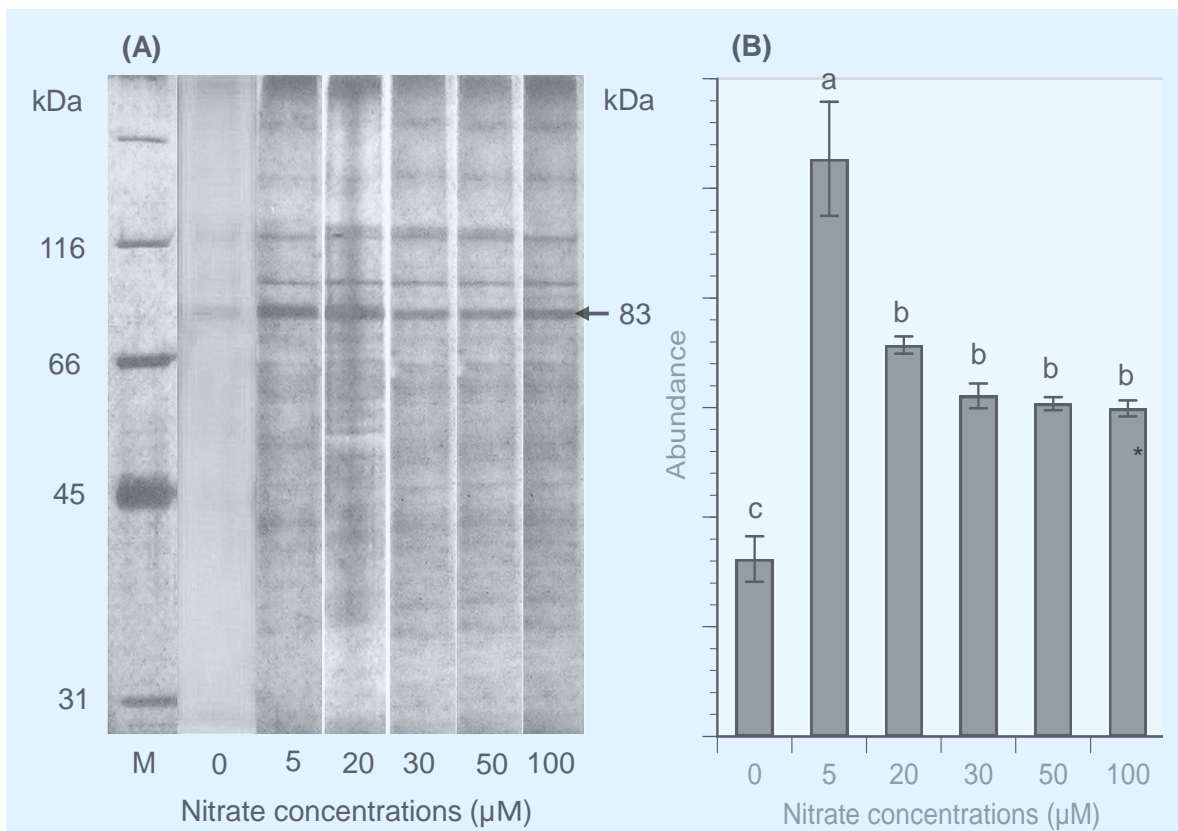 (A)
kDa
116
66
45
31
kDa
83
M 0 5 20 30 50 100
Nitrate concentrations (µM)
(B)
Abundance
a
b
b
b
b
*
c
0 5 20 30 50 100
Nitrate concentrations (µM)